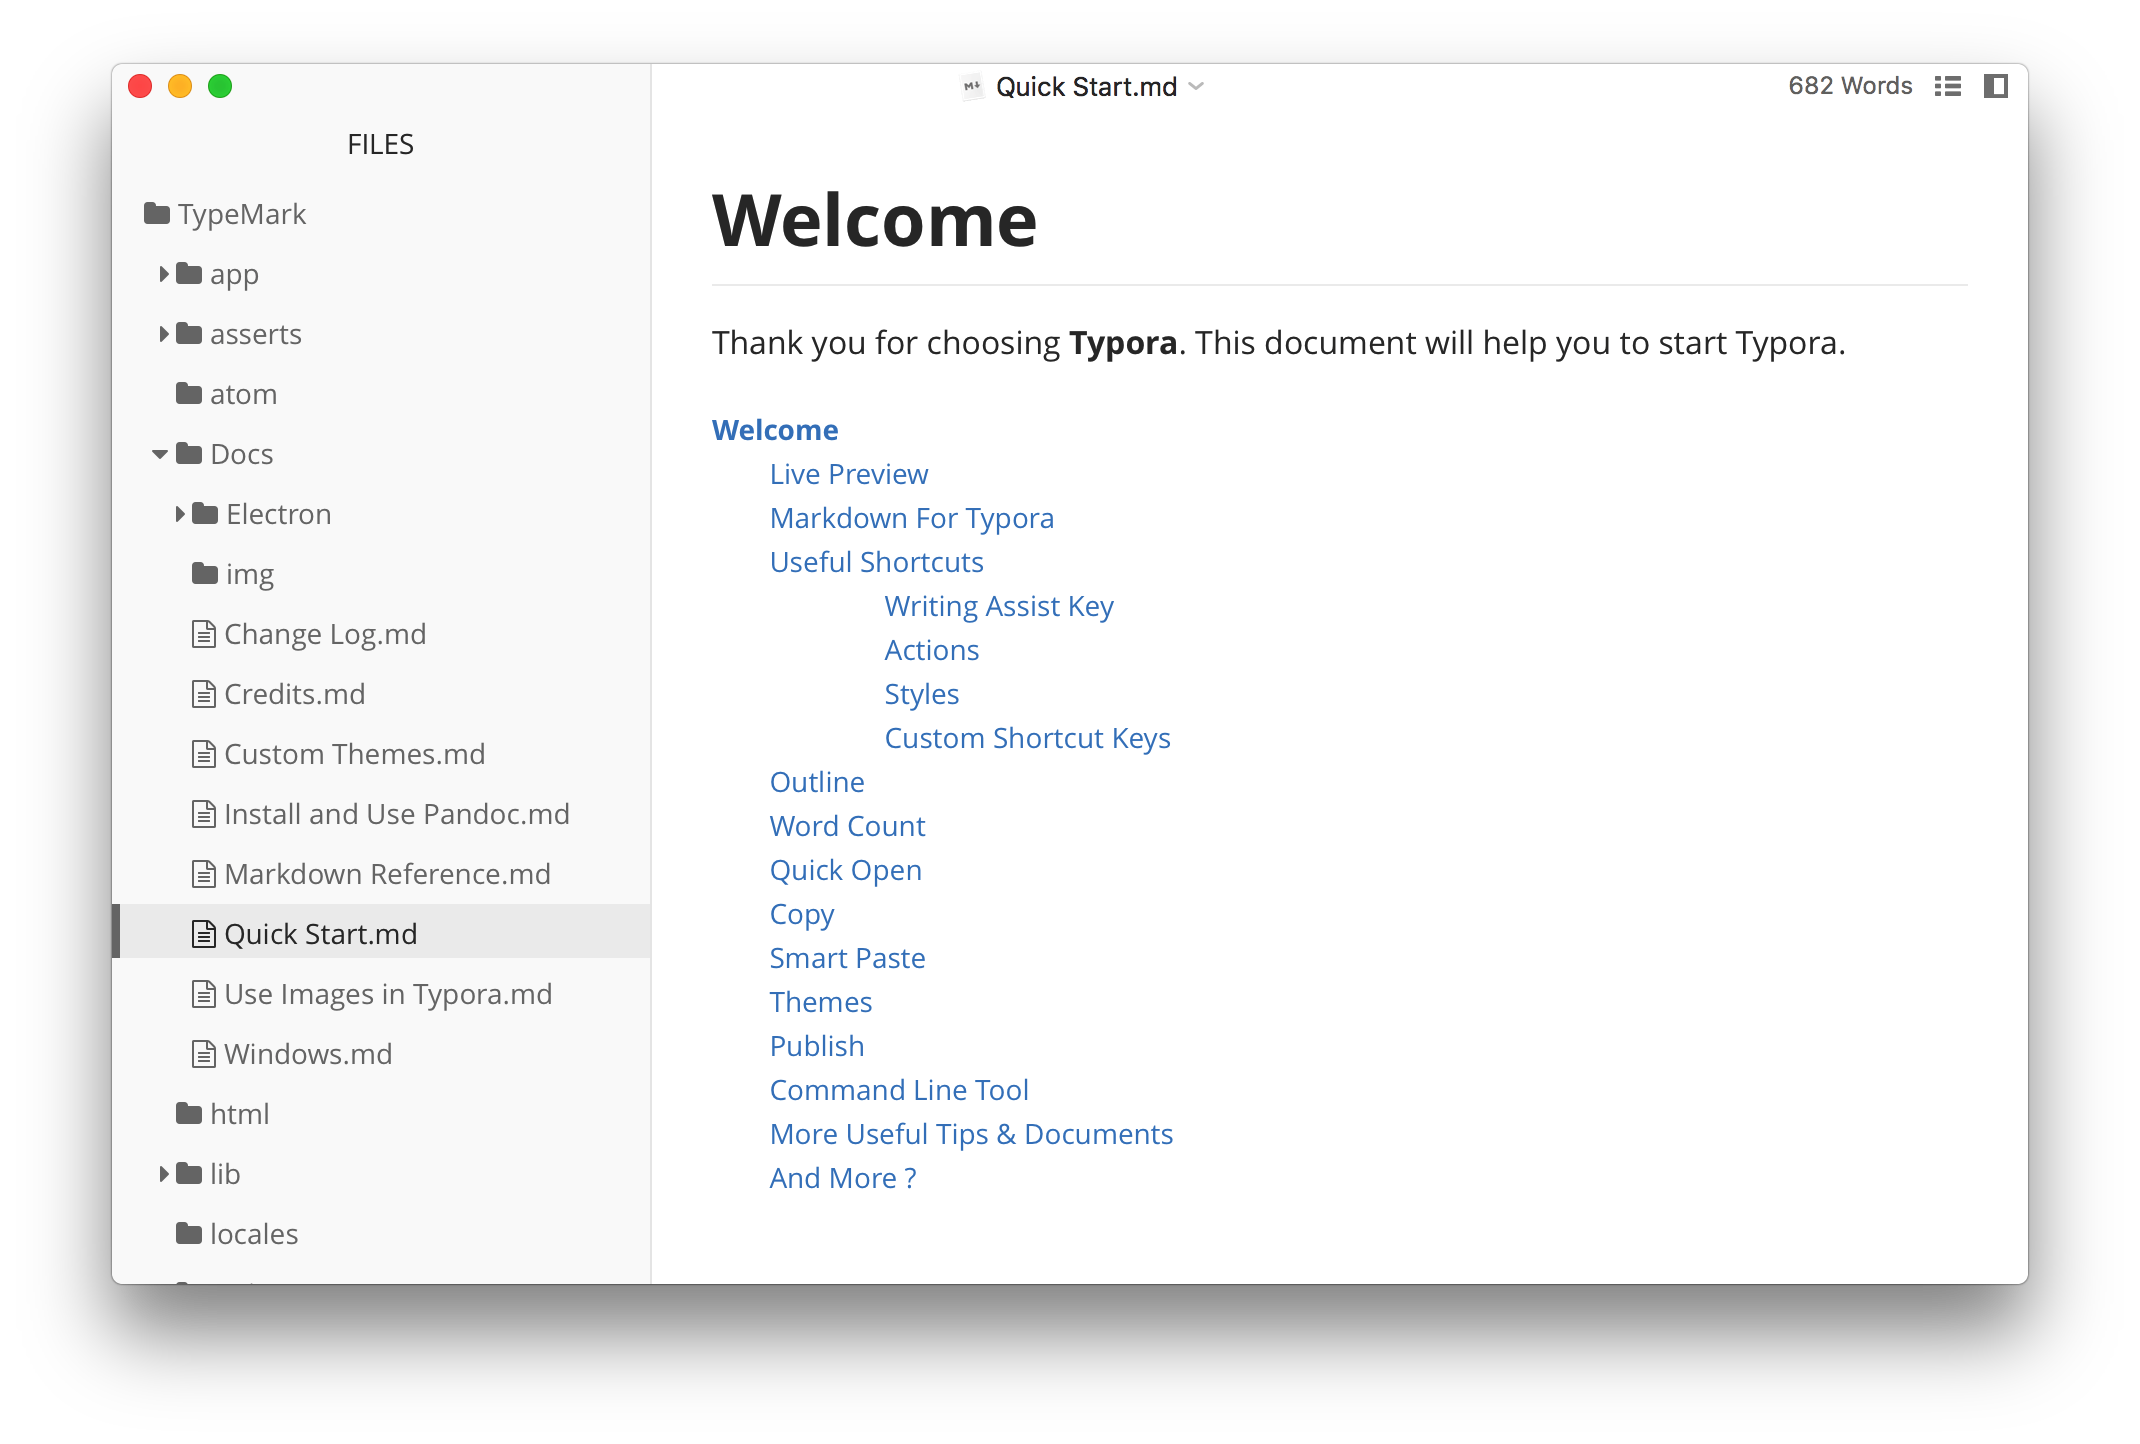 Quick Start.md
682 Words
FILES
TypeMark
app
asserts
atom
Docs
Electron
img
Change Log.md
Credits.md
Custom Themes.md
Install and Use Pandoc.md
Markdown Reference.md
Quick Start.md
Use Images in Typora.md
Windows.md
html
lib
locales
Welcome
Thank you for choosing Typora. This document will help you to start Typora.
Welcome
Live Preview
Markdown For Typora
Useful Shortcuts
Writing Assist Key
Actions
Styles
Custom Shortcut Keys
Outline
Word Count
Quick Open
Copy
Smart Paste
Themes
Publish
Command Line Tool
More Useful Tips & Documents
And More ?